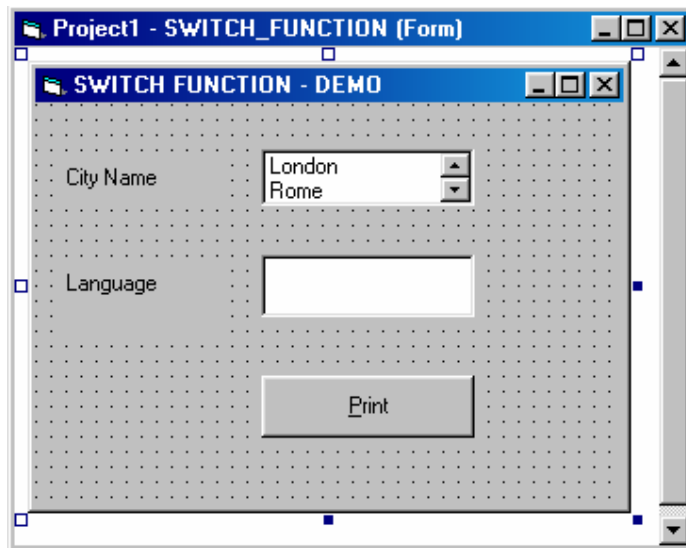 Project1 - SWITCH_FUNCTION (Form)
SWITCH FUNCTION - DEMO
City Name
London
Rome
Language
Print